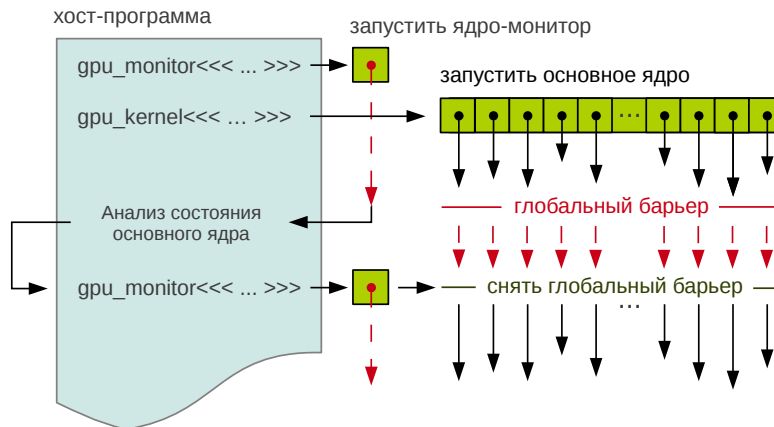 хост-программа
запустить ядро-монитор
gpu_monitor<<< ... >>>
запустить основное ядро
gpu_kernel<<< … >>>
...
глобальный барьер
Анализ состояния
основного ядра
gpu_monitor<<< ... >>>
снять глобальный барьер
...